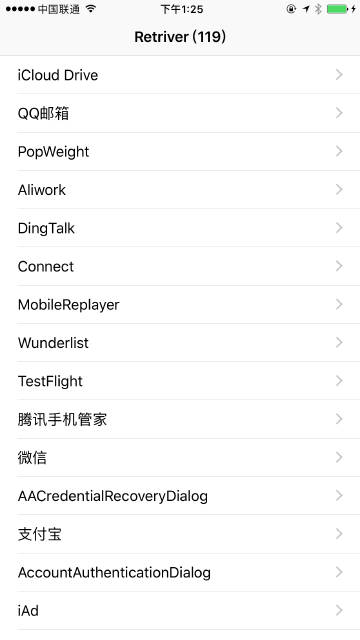 中国联通 下午1:25
Retriver (119)
iCloud Drive
QQ邮箱
PopWeight
Aliwork
DingTalk
Connect
MobileReplayer
Wunderlist
TestFlight
腾讯手机管家
微信
AACredentialRecoveryDialog
支付宝
AccountAuthenticationDialog
iAd